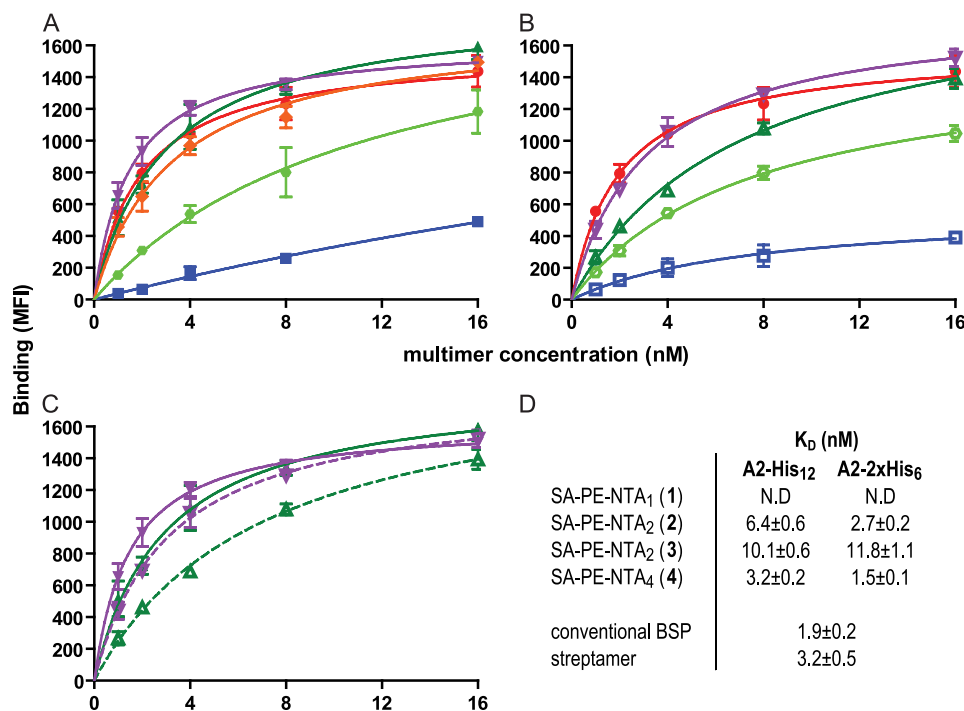 A
B
1600
1400
1200
1000
800
600
400
200
0
0 4 8 12 16
1600
1400
1200
1000
800
600
400
200
0
0 4 8 12 16
Binding (MFI)
multimer concentration (nM)
C
D
1600
1400
1200
1000
800
600
400
200
0
0 4 8 12 16
K_D (nM)
A2-His₁₂ A2-2xHis₆
SA-PE-NTA₁ (1) N.D N.D
SA-PE-NTA₂ (2) 6.4±0.6 2.7±0.2
SA-PE-NTA₂ (3) 10.1±0.6 11.8±1.1
SA-PE-NTA₄ (4) 3.2±0.2 1.5±0.1
conventional BSP 1.9±0.2
streptamer 3.2±0.5